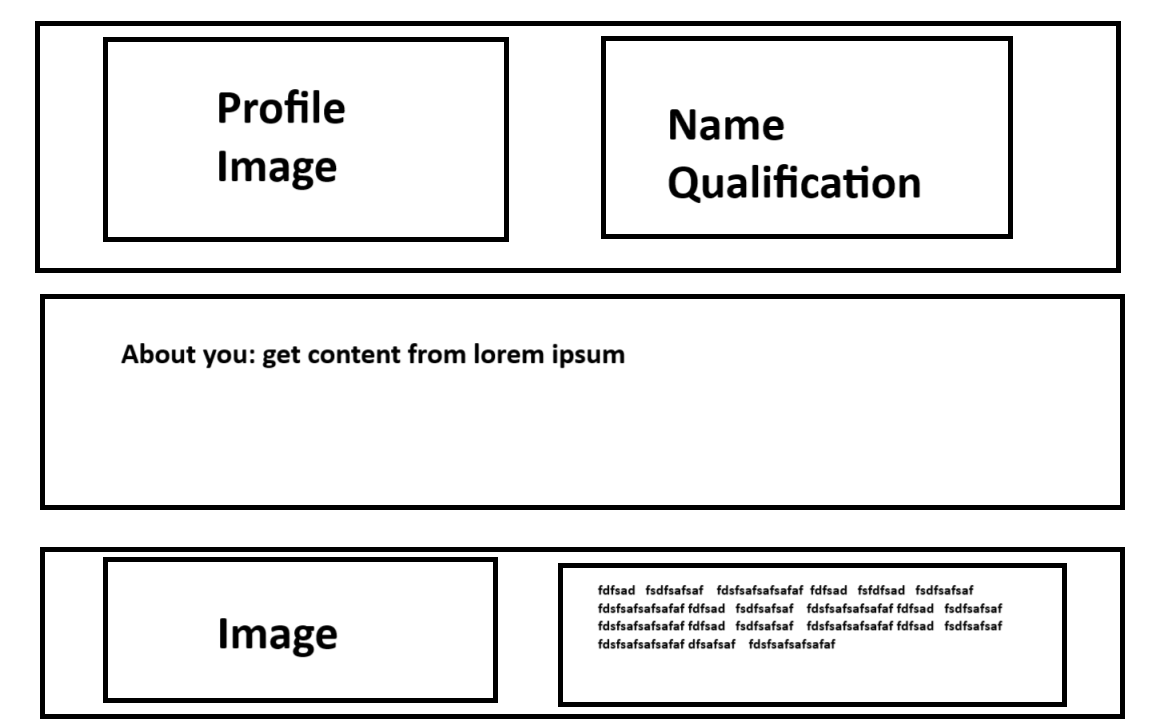 Profile
Image
Name
Qualification
About you: get content from lorem ipsum
Image
fdfsad fsdfsafsaf fdsfsafsafsafaf fdfsad fsfdfsad fsdfsafsaf
fdsfsafsafsafaf fdfsad fsdfsafsaf fdsfsafsafsafaf fdfsad fsdfsafsaf
fdsfsafsafsafaf fdfsad fsdfsafsaf fdsfsafsafsafaf fdfsad fsdfsafsaf
fdsfsafsafsafaf dfsafsaf fdsfsafsafsafaf